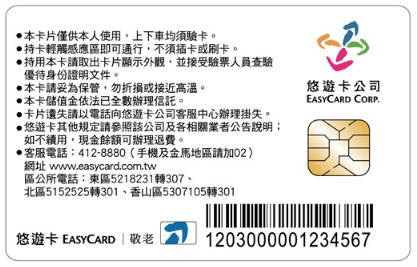 ●本卡片僅供本人使用，上下車均須驗卡。
●持卡輕觸感應區即可通行，不須插卡或刷卡。
●持用本卡請取出卡片顯示外觀，並接受驗票人員查驗
優待身份證明文件。
●本卡請妥為保管，勿折損或接近高溫。
●本卡儲值金依法已全數辦理信託。
●卡片遺失請以電話向悠遊卡公司客服中心辦理掛失。
●悠遊卡其他規定請參照該公司及各相關業者公告說明；
如不續用，現金餘額可辦理退費。
●客服電話：412-8880（手機及金馬地區請加02）
網址 www.easycard.com.tw
區公所電話：東區5218231轉307、
北區5152525轉301、香山區5307105轉301
悠遊卡公司
EASYCARD CORP.
悠遊卡 EASYCARD｜敬老
1203000001234567